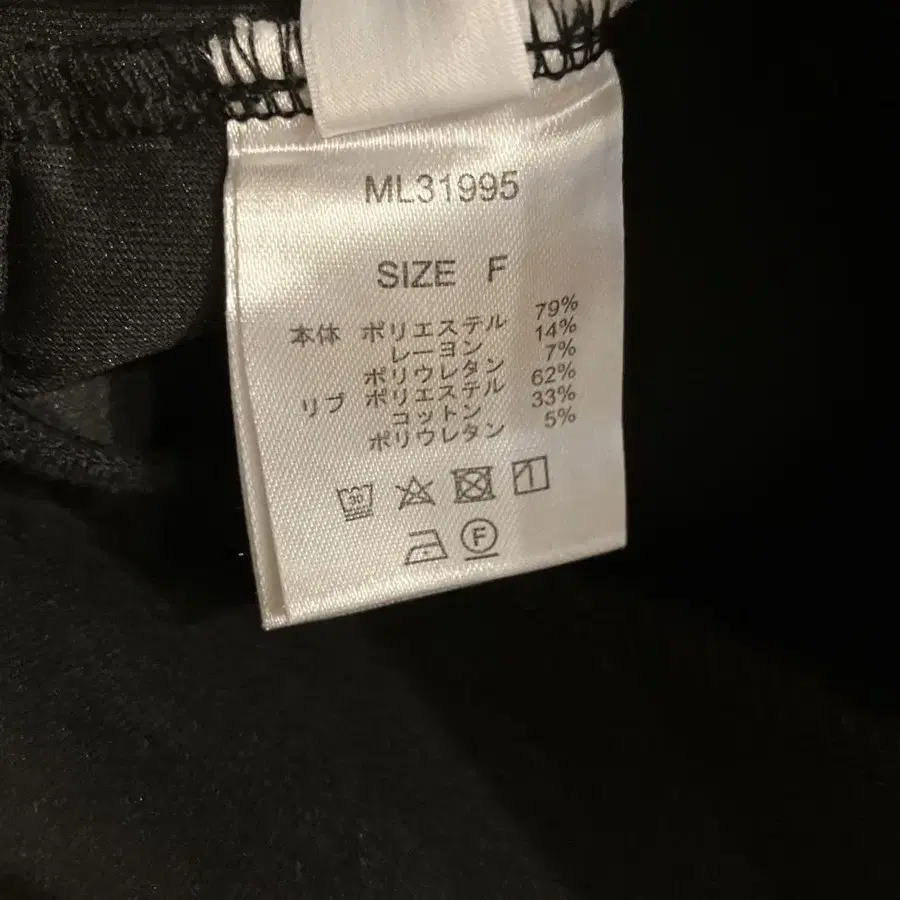 ML31995
SIZE F
本体 ポリエステル 79%
レーヨン 14%
ポリウレタン 7%
リブ ポリエステル 62%
コットン 33%
ポリウレタン 5%
30
F